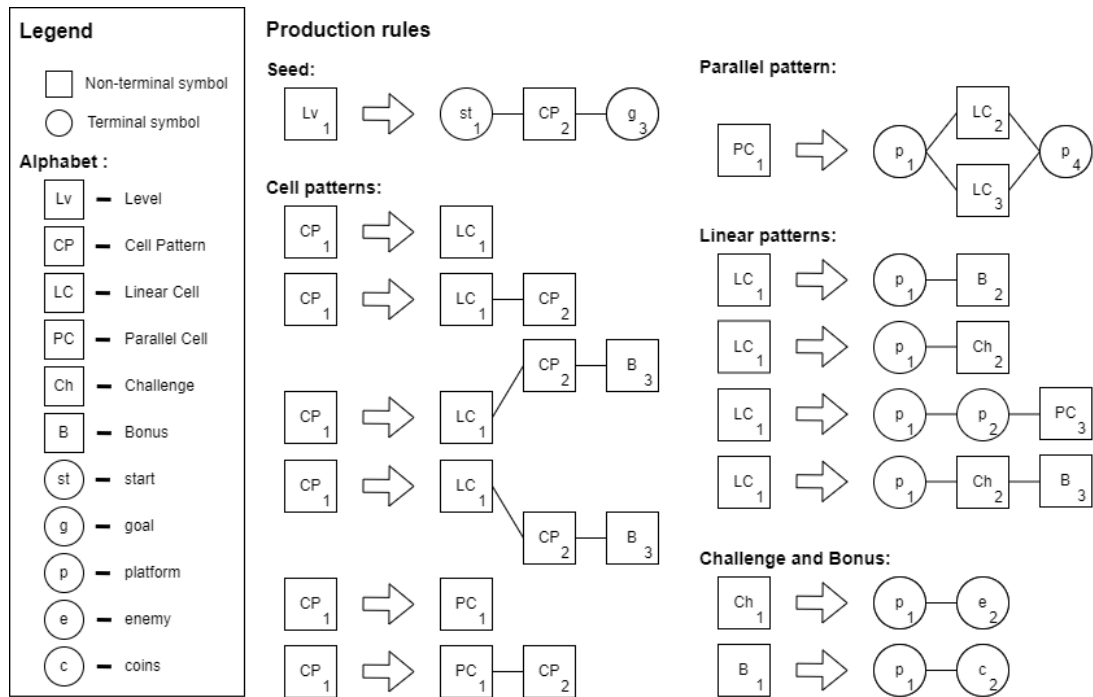 Legend
Non-terminal symbol
Terminal symbol
Alphabet :
Lv – Level
CP – Cell Pattern
LC – Linear Cell
PC – Parallel Cell
Ch – Challenge
B – Bonus
st – start
g – goal
p – platform
e – enemy
c – coins
Production rules
Seed:
Lv 1 st 1 CP 2 g 3
Cell patterns:
CP 1 LC 1
CP 1 LC 1 CP 2
CP 2 B 3
CP 1 LC 1
CP 1 LC 1
CP 2 B 3
CP 1 PC 1
CP 1 PC 1 CP 2
Parallel pattern:
LC 2
PC 1 p 1 p 4
LC 3
Linear patterns:
LC 1 p 1 B 2
LC 1 p 1 Ch 2
LC 1 p 1 p 2 PC 3
LC 1 p 1 Ch 2 B 3
Challenge and Bonus:
Ch 1 p 1 e 2
B 1 p 1 c 2